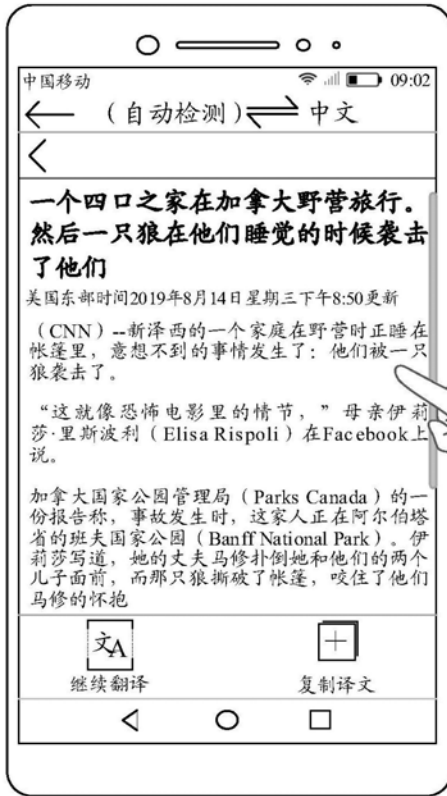 中国移动 09:02
（自动检测） 中文
一个四口之家在加拿大野营旅行。
然后一只狼在他们睡觉的时候袭击
了他们
美国东部时间2019年8月14日星期三下午8:50更新
（CNN）--新泽西的一个家庭在野营时正睡在
帐篷里，意想不到的事情发生了：他们被一只
狼袭击了。
“这就像恐怖电影里的情节，”母亲伊莉
莎·里斯波利（Elisa Rispoli）在Facebook上
说。
加拿大国家公园管理局（Parks Canada）的一
份报告称，事故发生时，这家人正在阿尔伯塔
省的班夫国家公园（Banff National Park）。伊
莉莎写道，她的丈夫马修扑倒她和他们的两个
儿子面前，而那只狼撕破了帐篷，咬住了他们
马修的怀抱
文A
继续翻译 复制译文